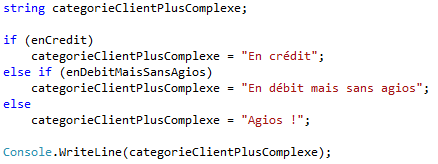 string categorieClientPlusComplexe;
if (enCredit)
categorieClientPlusComplexe = "En crédit";
else if (enDebitMaisSansAgios)
categorieClientPlusComplexe = "En débit mais sans agios";
else
categorieClientPlusComplexe = "Agios !";
Console.WriteLine(categorieClientPlusComplexe);